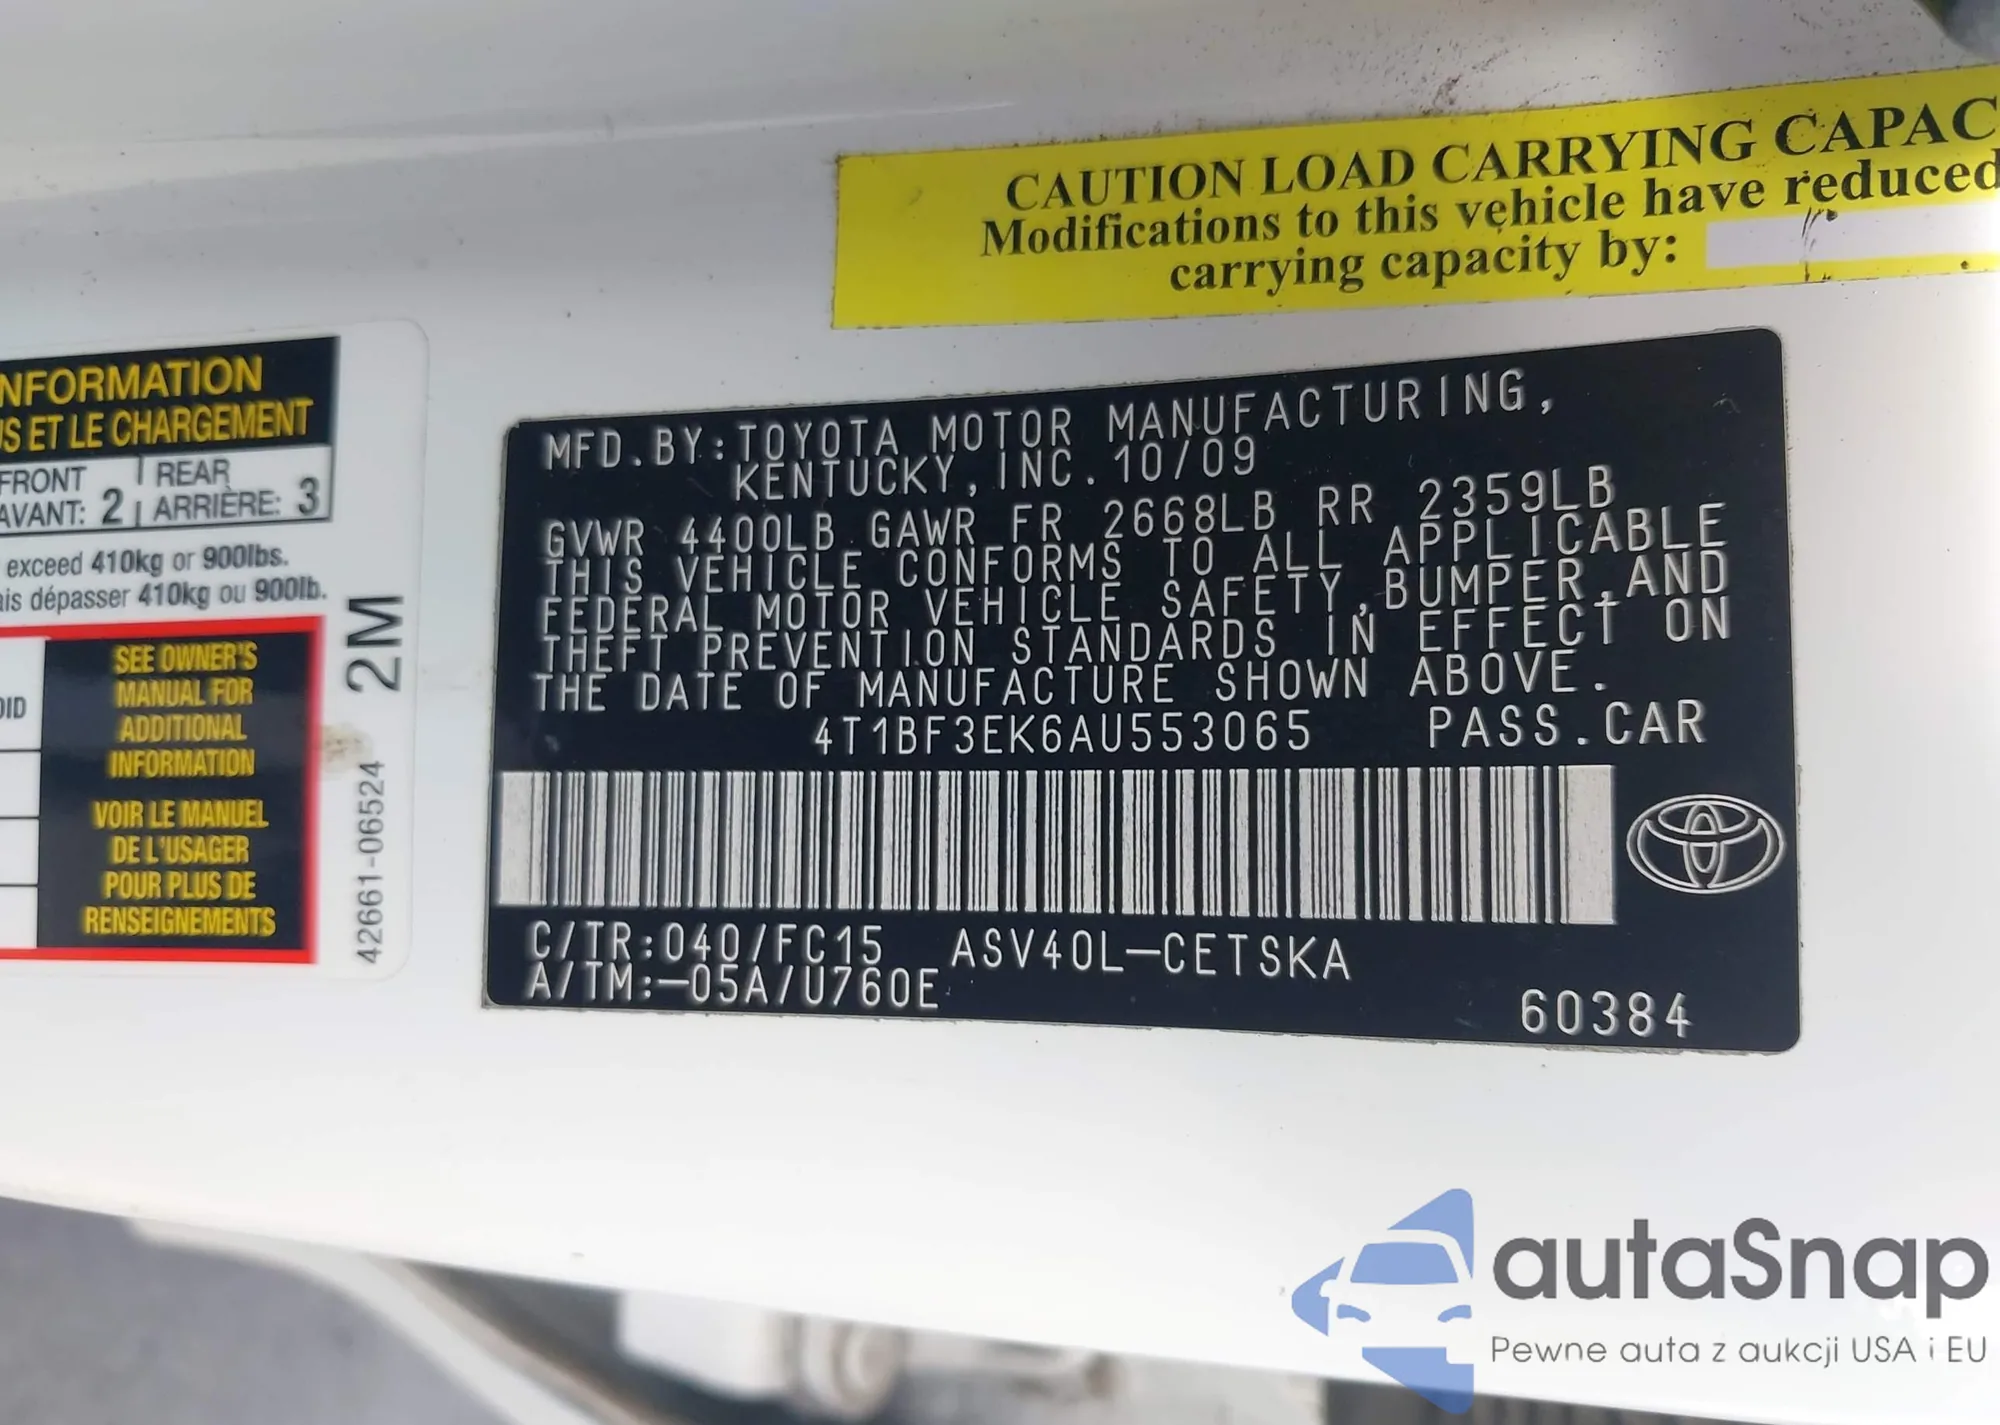 CAUTION LOAD CARRYING CAPAC
Modifications to this vehicle have reduced
carrying capacity by:
NFORMATION
US ET LE CHARGEMENT
FRONT
AVANT: 2
REAR
ARRIÈRE: 3
exceed 410kg or 900lbs.
ais dépasser 410kg ou 900lb.
OID
SEE OWNER'S
MANUAL FOR
ADDITIONAL
INFORMATION
VOIR LE MANUEL
DE L'USAGER
POUR PLUS DE
RENSEIGNEMENTS
42661-06524 2M
MFD.BY:TOYOTA MOTOR MANUFACTURING,
KENTUCKY,INC.10/09
GVWR 4400LB GAWR FR 2668LB RR 2359LB
THIS VEHICLE CONFORMS TO ALL APPLICABLE
FEDERAL MOTOR VEHICLE SAFETY,BUMPER,AND
THEFT PREVENTION STANDARDS IN EFFECT ON
THE DATE OF MANUFACTURE SHOWN ABOVE.
4T1BF3EK6AU553065 PASS.CAR
C/TR:040/FC15 ASV40L-CETSKA
A/TM:-05A/U760E
60384
autaSnap
Pewne auta z aukcji USA i EU